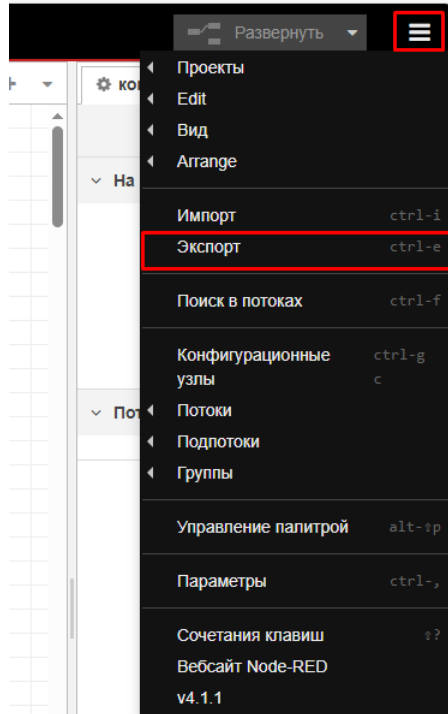 Развернуть
ко
Проекты
Edit
Вид
Arrange
На
Импорт ctrl-i
Экспорт ctrl-e
Поиск в потоках ctrl-f
Конфигурационные ctrl-g
узлы c
Пот
Потоки
Подпотоки
Группы
Управление палитрой alt-⇧p
Параметры ctrl-,
Сочетания клавиш ⇧?
Вебсайт Node-RED
v4.1.1